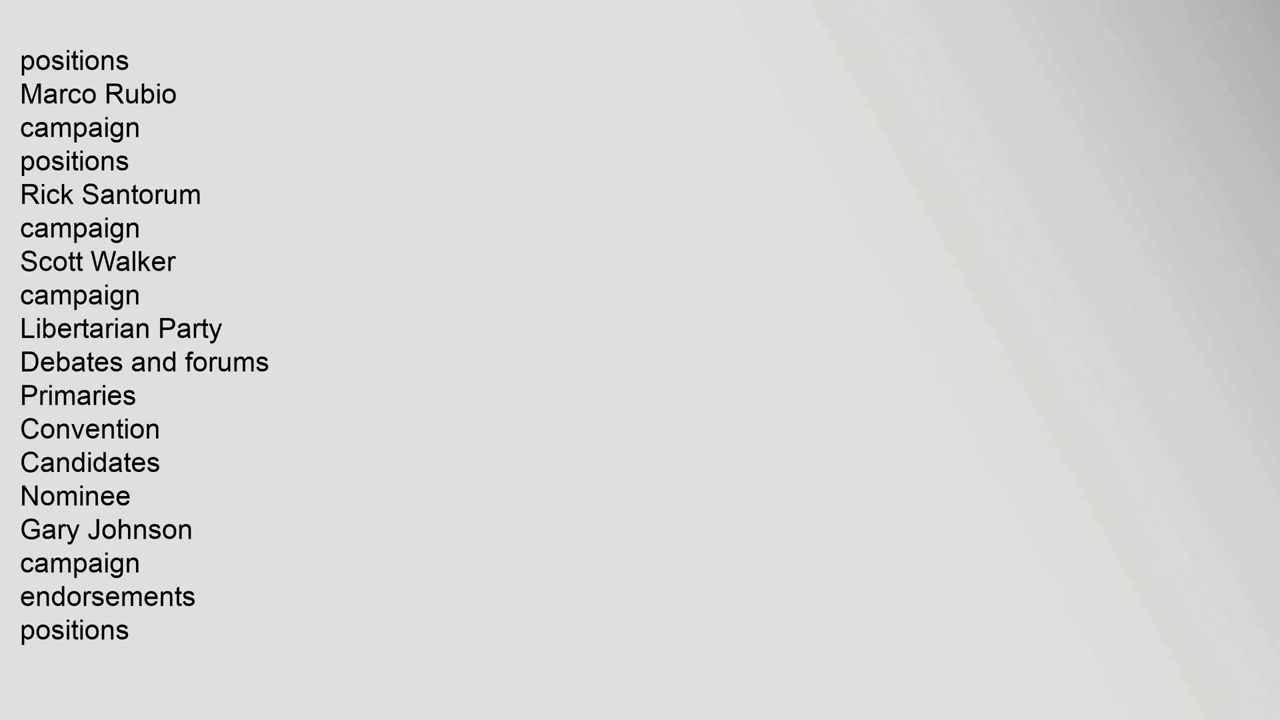 positions
Marco Rubio
campaign
positions
Rick Santorum
campaign
Scott Walker
campaign
Libertarian Party
Debates and forums
Primaries
Convention
Candidates
Nominee
Gary Johnson
campaign
endorsements
positions